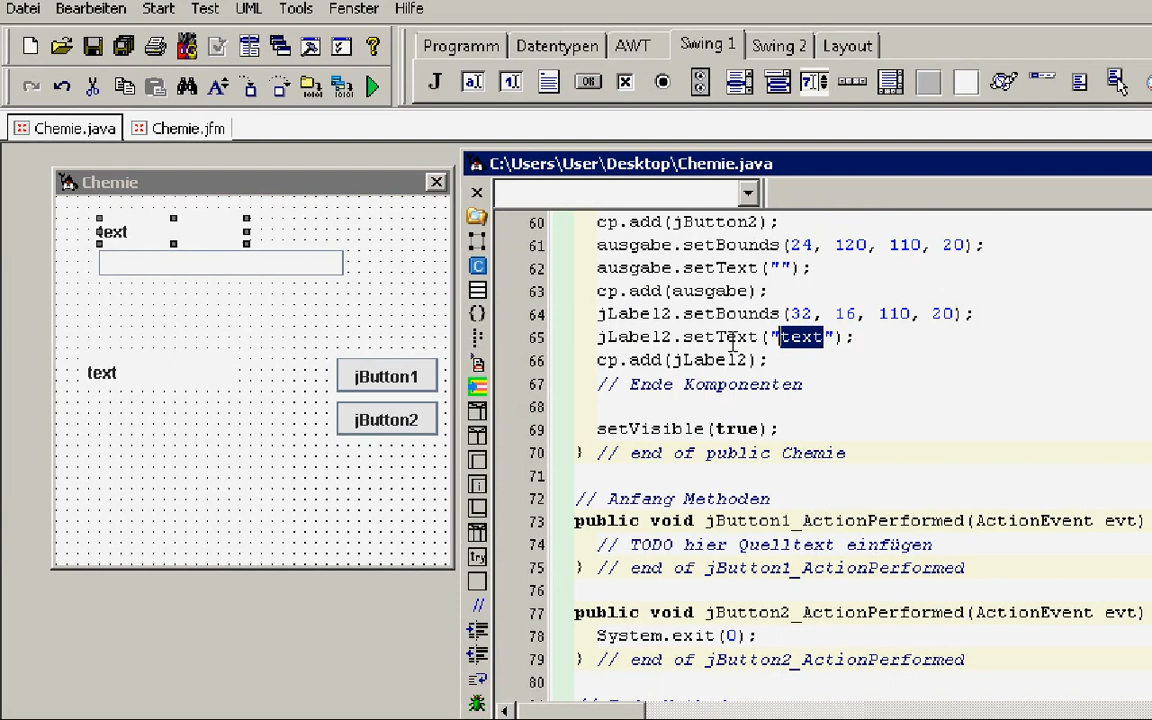 Datei Bearbeiten Start Test UML Tools Fenster Hilfe
Programm Datentypen AWT Swing 1 Swing 2 Layout
Chemie.java Chemie.jfm
Chemie
text
text
jButton1
jButton2
C:\Users\User\Desktop\Chemie.java
60 cp.add(jButton2);
61 ausgabe.setBounds(24, 120, 110, 20);
62 ausgabe.setText("");
63 cp.add(ausgabe);
64 jLabel2.setBounds(32, 16, 110, 20);
65 jLabel2.setText("text");
66 cp.add(jLabel2);
67 // Ende Komponenten
68
69 setVisible(true);
70 } // end of public Chemie
71
72 // Anfang Methoden
73 public void jButton1_ActionPerformed(ActionEvent evt)
74 // TODO hier Quelltext einfügen
75 } // end of jButton1_ActionPerformed
76
77 public void jButton2_ActionPerformed(ActionEvent evt)
78 System.exit(0);
79 } // end of jButton2_ActionPerformed
80